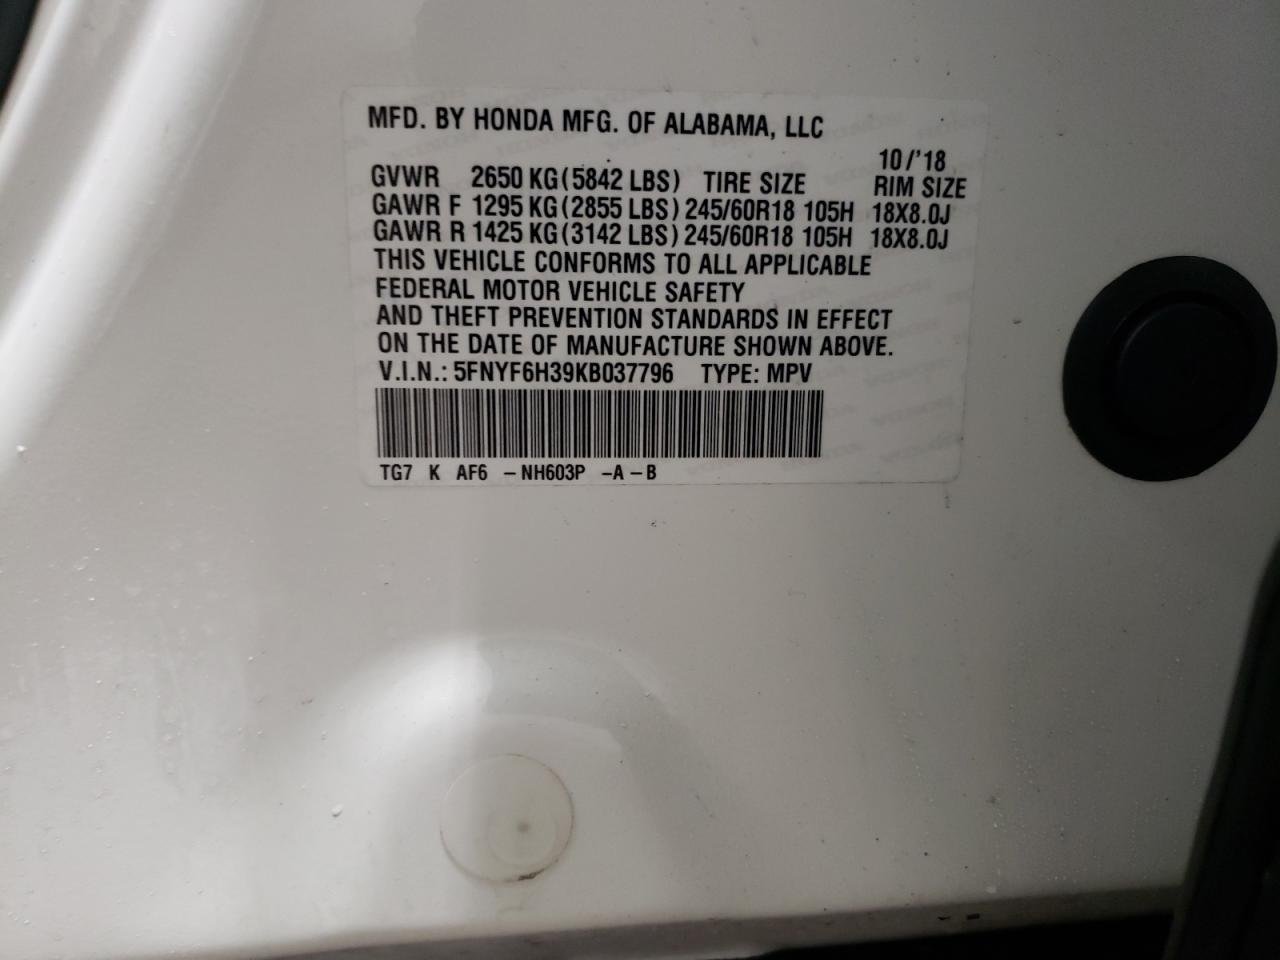 MFD. BY HONDA MFG. OF ALABAMA, LLC
10/'18
GVWR 2650 KG(5842 LBS) TIRE SIZE RIM SIZE
GAWR F 1295 KG(2855 LBS) 245/60R18 105H 18X8.0J
GAWR R 1425 KG(3142 LBS) 245/60R18 105H 18X8.0J
THIS VEHICLE CONFORMS TO ALL APPLICABLE
FEDERAL MOTOR VEHICLE SAFETY
AND THEFT PREVENTION STANDARDS IN EFFECT
ON THE DATE OF MANUFACTURE SHOWN ABOVE.
V.I.N.: 5FNYF6H39KB037796 TYPE: MPV
TG7 K AF6 -NH603P -A-B